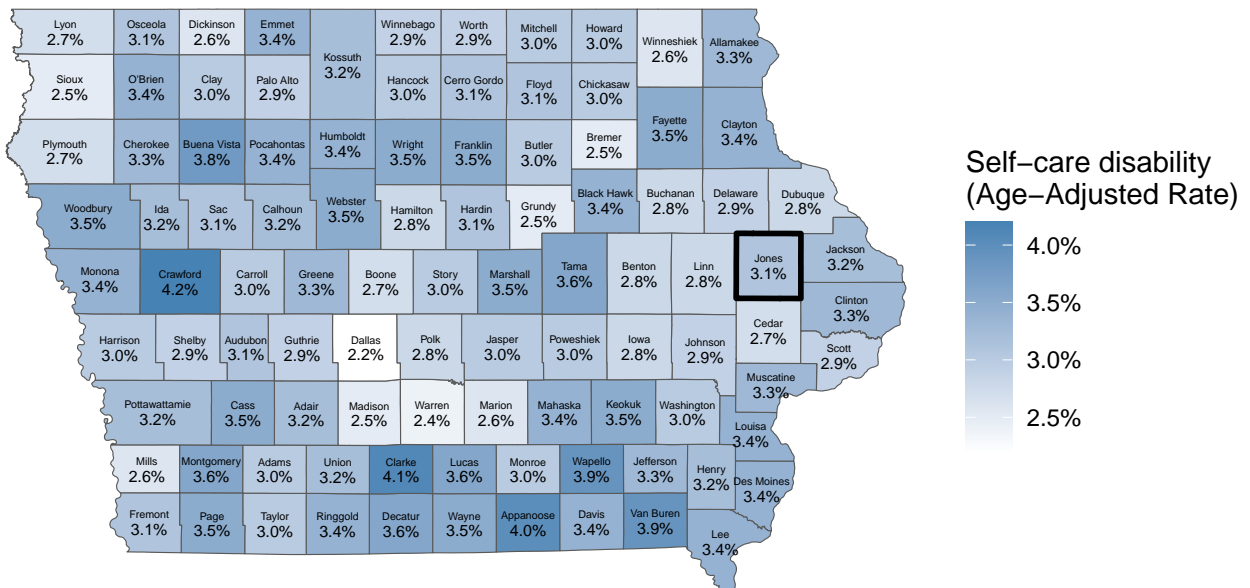 Lyon
2.7%
Osceola
3.1%
Dickinson
2.6%
Emmet
3.4%
Kossuth
3.2%
Winnebago
2.9%
Worth
2.9%
Mitchell
3.0%
Howard
3.0%
Winneshiek
2.6%
Allamakee
3.3%
Sioux
2.5%
O'Brien
3.4%
Clay
3.0%
Palo Alto
2.9%
Hancock
3.0%
Cerro Gordo
3.1%
Floyd
3.1%
Chickasaw
3.0%
Fayette
3.5%
Clayton
3.4%
Plymouth
2.7%
Cherokee
3.3%
Buena Vista
3.8%
Pocahontas
3.4%
Humboldt
3.4%
Wright
3.5%
Franklin
3.5%
Butler
3.0%
Bremer
2.5%
Woodbury
3.5%
Ida
3.2%
Sac
3.1%
Calhoun
3.2%
Webster
3.5%
Hamilton
2.8%
Hardin
3.1%
Grundy
2.5%
Black Hawk
3.4%
Buchanan
2.8%
Delaware
2.9%
Dubuque
2.8%
Monona
3.4%
Crawford
4.2%
Carroll
3.0%
Greene
3.3%
Boone
2.7%
Story
3.0%
Marshall
3.5%
Tama
3.6%
Benton
2.8%
Linn
2.8%
Jones
3.1%
Jackson
3.2%
Clinton
3.3%
Harrison
3.0%
Shelby
2.9%
Audubon
3.1%
Guthrie
2.9%
Dallas
2.2%
Polk
2.8%
Jasper
3.0%
Poweshiek
3.0%
Iowa
2.8%
Johnson
2.9%
Cedar
2.7%
Scott
2.9%
Muscatine
3.3%
Pottawattamie
3.2%
Cass
3.5%
Adair
3.2%
Madison
2.5%
Warren
2.4%
Marion
2.6%
Mahaska
3.4%
Keokuk
3.5%
Washington
3.0%
Louisa
3.4%
Mills
2.6%
Montgomery
3.6%
Adams
3.0%
Union
3.2%
Clarke
4.1%
Lucas
3.6%
Monroe
3.0%
Wapello
3.9%
Jefferson
3.3%
Henry
3.2%
Des Moines
3.4%
Fremont
3.1%
Page
3.5%
Taylor
3.0%
Ringgold
3.4%
Decatur
3.6%
Wayne
3.5%
Appanoose
4.0%
Davis
3.4%
Van Buren
3.9%
Lee
3.4%
Self−care disability
(Age−Adjusted Rate)
4.0%
3.5%
3.0%
2.5%